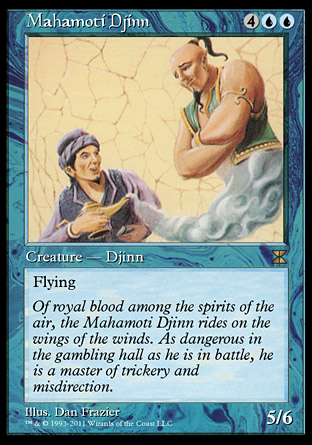 Mahamoti Djinn 4
Creature — Djinn
Flying
Of royal blood among the spirits of the
air, the Mahamoti Djinn rides on the
wings of the winds. As dangerous in
the gambling hall as he is in battle, he
is a master of trickery and
misdirection.
Illus. Dan Frazier
5/6
™ & © 1993-2011 Wizards of the Coast LLC